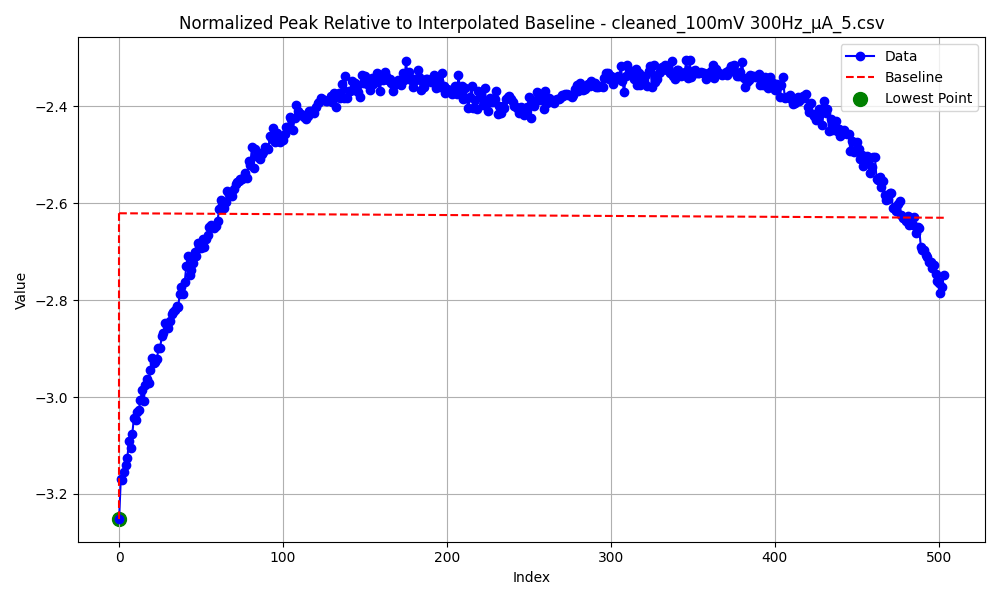 Normalized Peak Relative to Interpolated Baseline - cleaned_100mV 300Hz_μA_5.csv
Data
Baseline
Lowest Point
Value
−2.4
−2.6
−2.8
−3.0
−3.2
0
100
200
300
400
500
Index